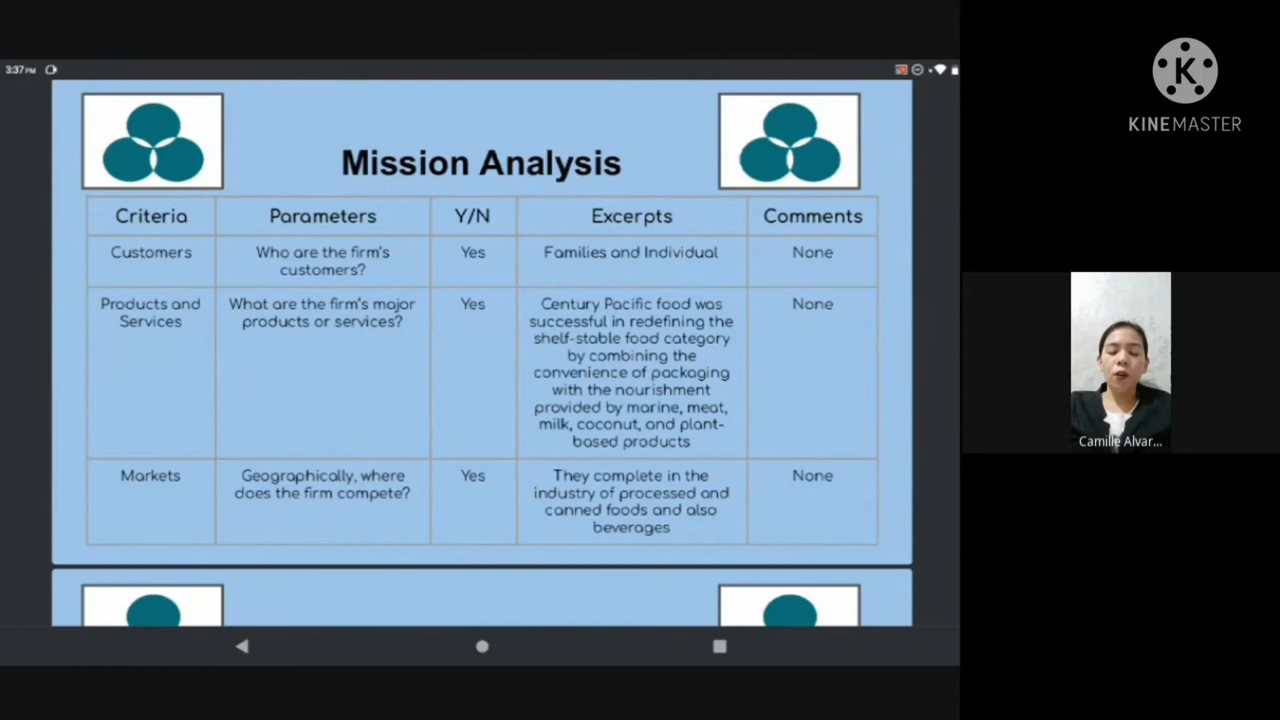 3:37 PM
K
KINEMASTER
Mission Analysis
Criteria
Parameters
Y/N
Excerpts
Comments
Customers
Who are the firm's
customers?
Yes
Families and Individual
None
Products and
Services
What are the firm's major
products or services?
Yes
Century Pacific food was
successful in redefining the
shelf-stable food category
by combining the
convenience of packaging
with the nourishment
provided by marine, meat,
milk, coconut, and plant-
based products
None
Markets
Geographically, where
does the firm compete?
Yes
They complete in the
industry of processed and
canned foods and also
beverages
None
Camille Alvar...